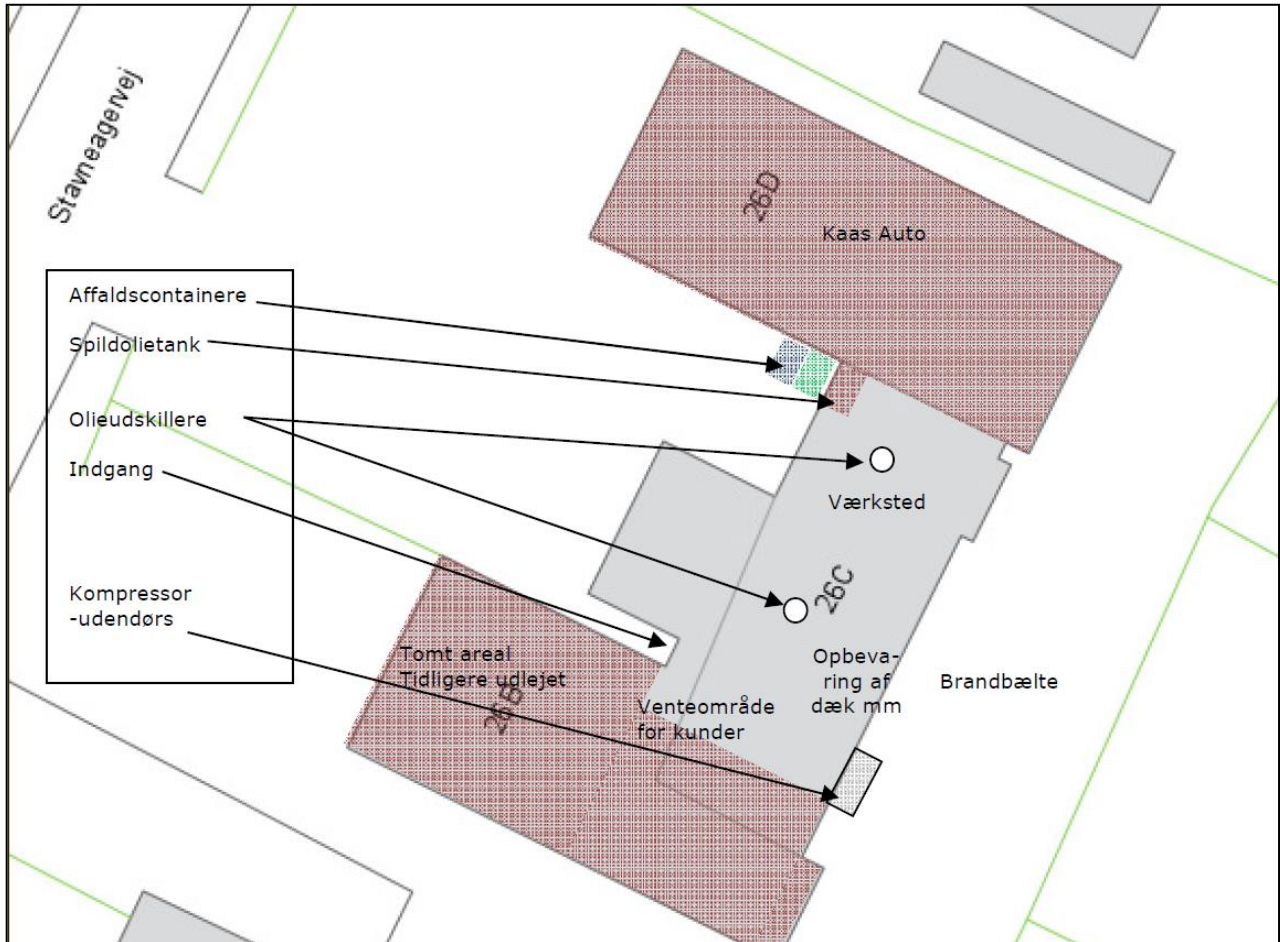 Stavneagervej
26D
Kaas Auto
Affaldscontainere
Spildolietank
Olieudskillere
Indgang
Værksted
26C
Kompressor
-udendørs
Tomt areal
Tidligere udlejet
26B
Venteområde
for kunder
Opbeva-
ring af
dæk mm
Brandbælte